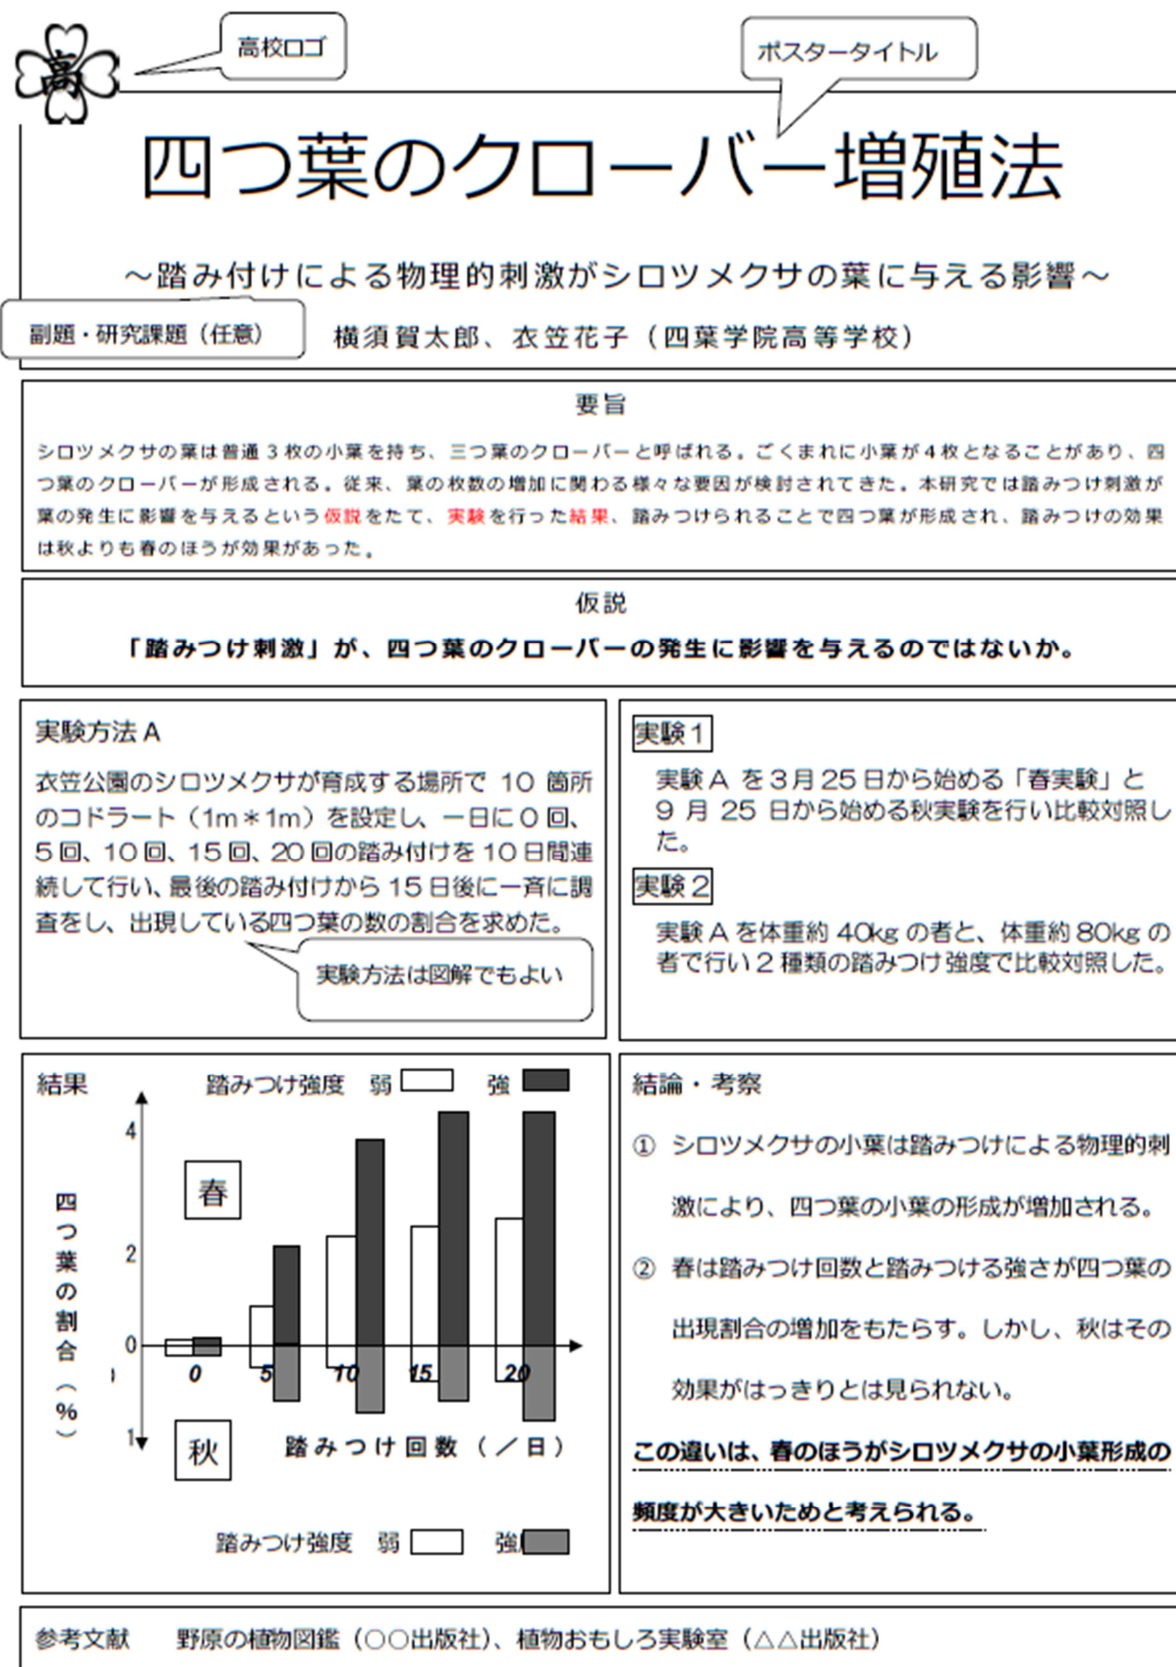 高
高校ロゴ
ポスタータイトル
四つ葉のクローバー増殖法
～踏み付けによる物理的刺激がシロツメクサの葉に与える影響～
副題・研究課題（任意）
横須賀太郎、衣笠花子（四葉学院高等学校）
要旨
シロツメクサの葉は普通3枚の小葉を持ち、三つ葉のクローバーと呼ばれる。ごくまれに小葉が4枚となることがあり、四
つ葉のクローバーが形成される。従来、葉の枚数の増加に関わる様々な要因が検討されてきた。本研究では踏みつけ刺激が
葉の発生に影響を与えるという仮説をたて、実験を行った結果、踏みつけられることで四つ葉が形成され、踏みつけの効果
は秋よりも春のほうが効果があった。
仮説
「踏みつけ刺激」が、四つ葉のクローバーの発生に影響を与えるのではないか。
実験方法A
衣笠公園のシロツメクサが育成する場所で 10 箇所
のコドラート（1m＊1m）を設定し、一日に0回、
5回、10回、15回、20回の踏み付けを10日間連
続して行い、最後の踏み付けから15日後に一斉に調
査をし、出現している四つ葉の数の割合を求めた。
実験方法は図解でもよい
実験1
実験A を3月25日から始める「春実験」と
9 月 25 日から始める秋実験を行い比較対照し
た。
実験2
実験Aを体重約 40kg の者と、体重約80kgの
者で行い2種類の踏みつけ強度で比較対照した。
結果
踏みつけ強度 弱 強
4
春
2
四つ葉の割合（％）
0
0 5 10 15 20
1
秋
踏みつけ回数（／日）
踏みつけ強度 弱 強
結論・考察
① シロツメクサの小葉は踏みつけによる物理的刺
激により、四つ葉の小葉の形成が増加される。
② 春は踏みつけ回数と踏みつける強さが四つ葉の
出現割合の増加をもたらす。しかし、秋はその
効果がはっきりとは見られない。
この違いは、春のほうがシロツメクサの小葉形成の
頻度が大きいためと考えられる。
参考文献 野原の植物図鑑（○○出版社）、植物おもしろ実験室（△△出版社）